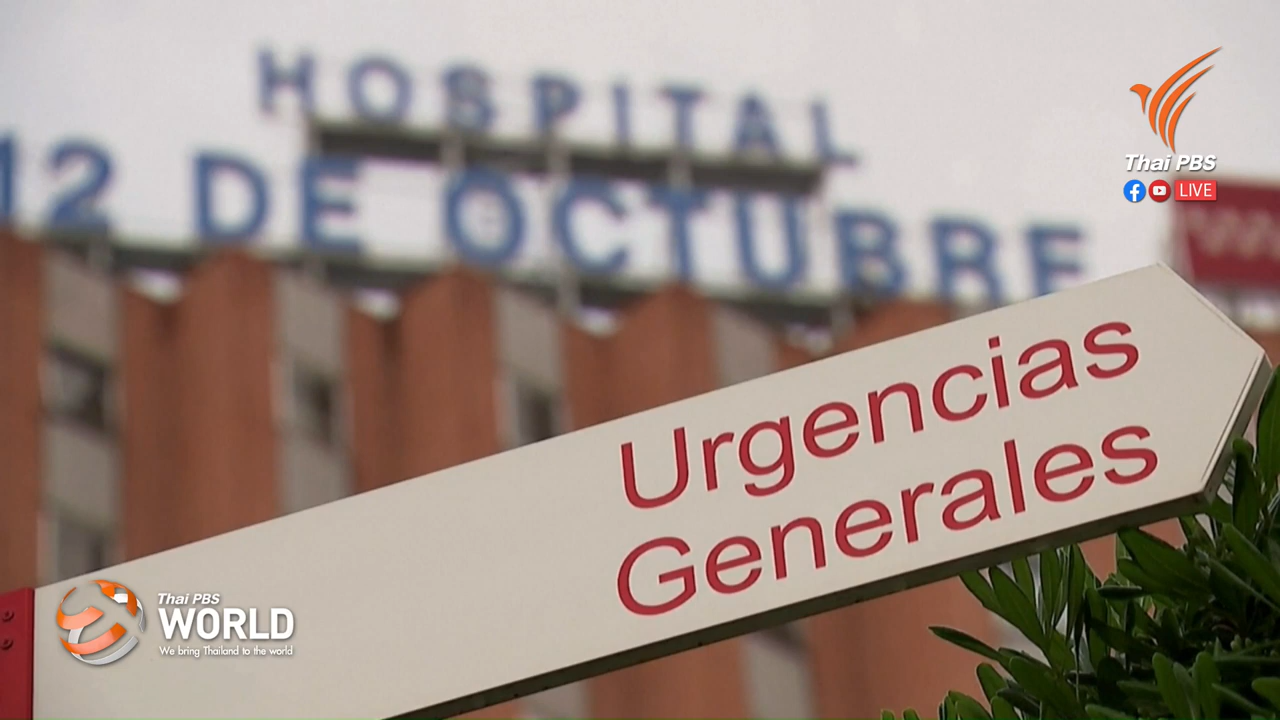 HOSPITAL
12 DE OCTUBRE
Thai PBS
LIVE
Urgencias
Generales
Thai PBS
WORLD
We bring Thailand to the world